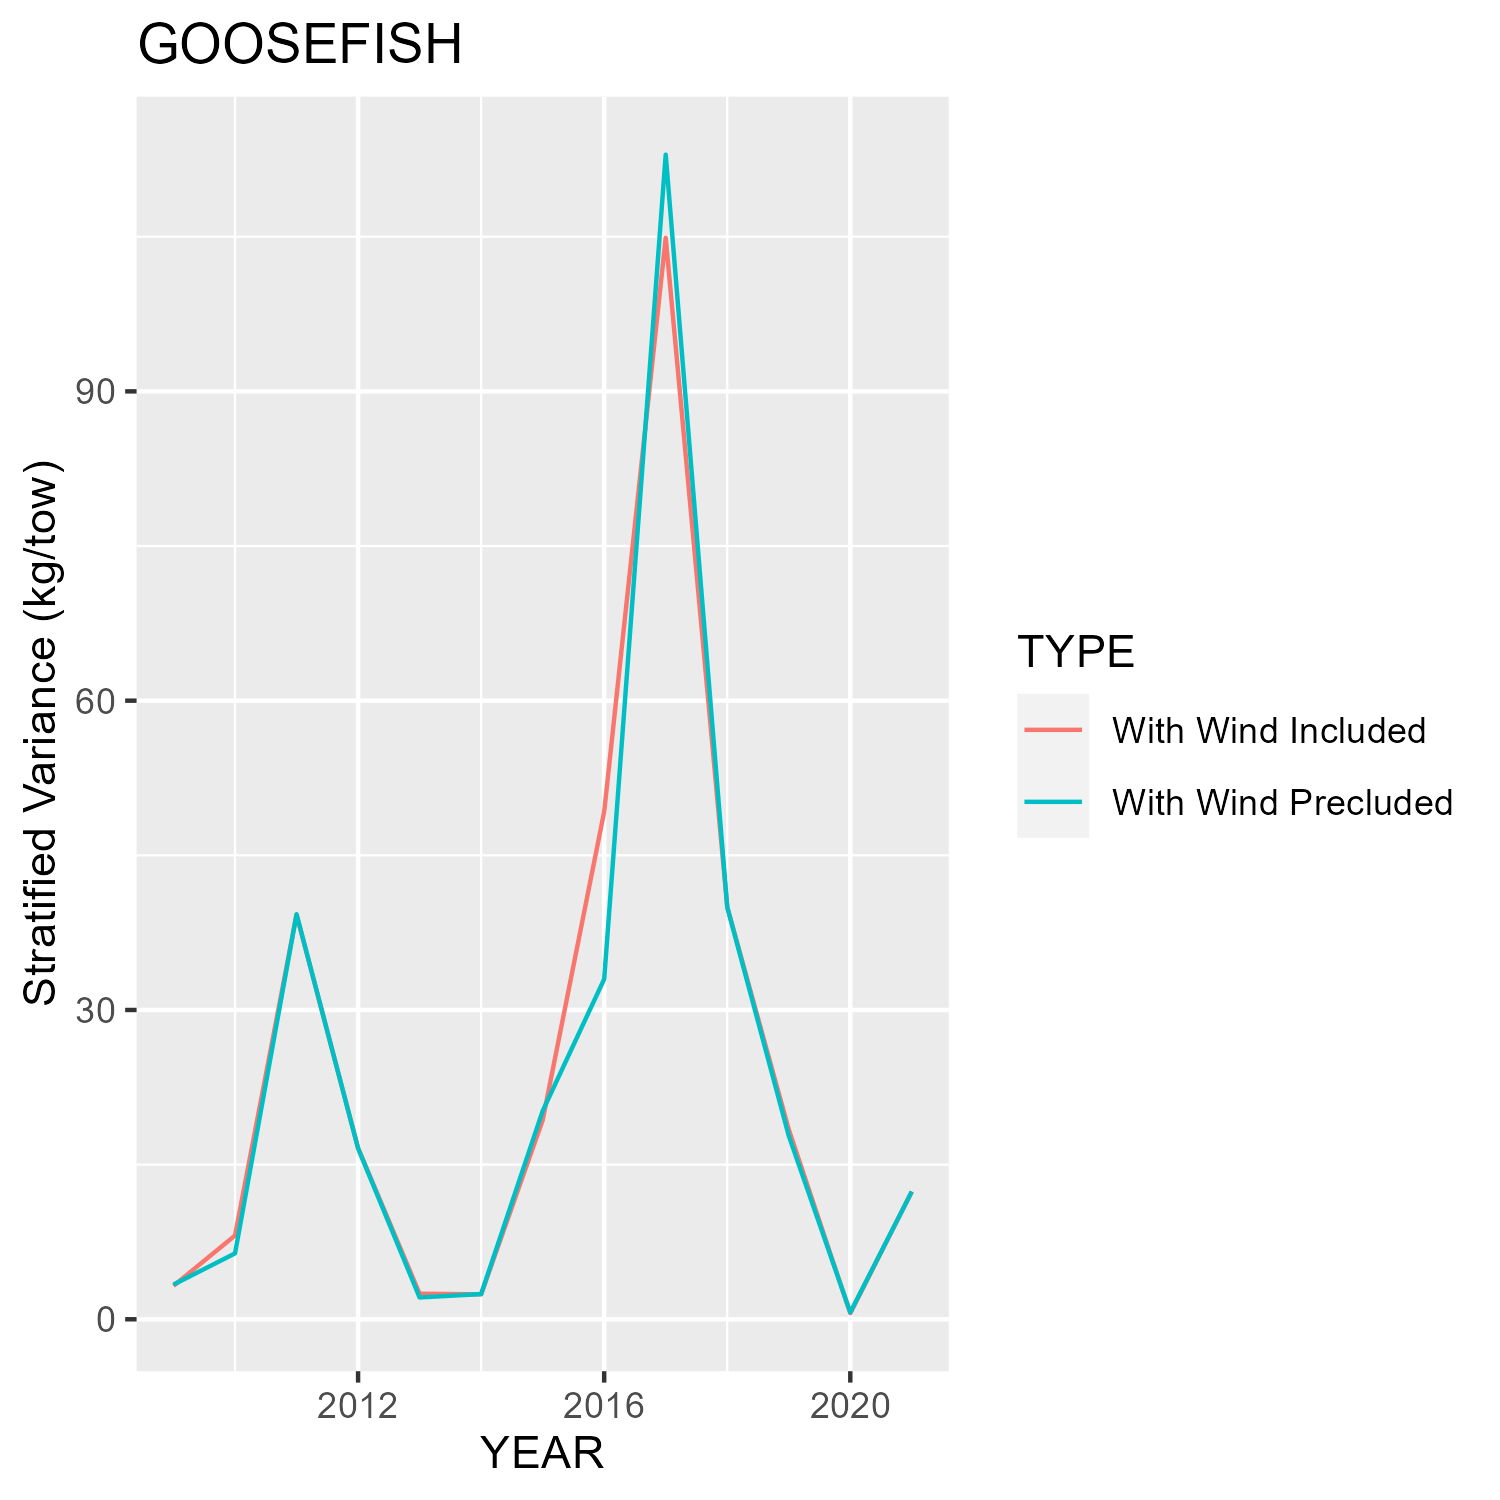 GOOSEFISH
Stratified Variance (kg/tow)
90
60
30
0
2012 2016 2020
YEAR
TYPE
With Wind Included
With Wind Precluded